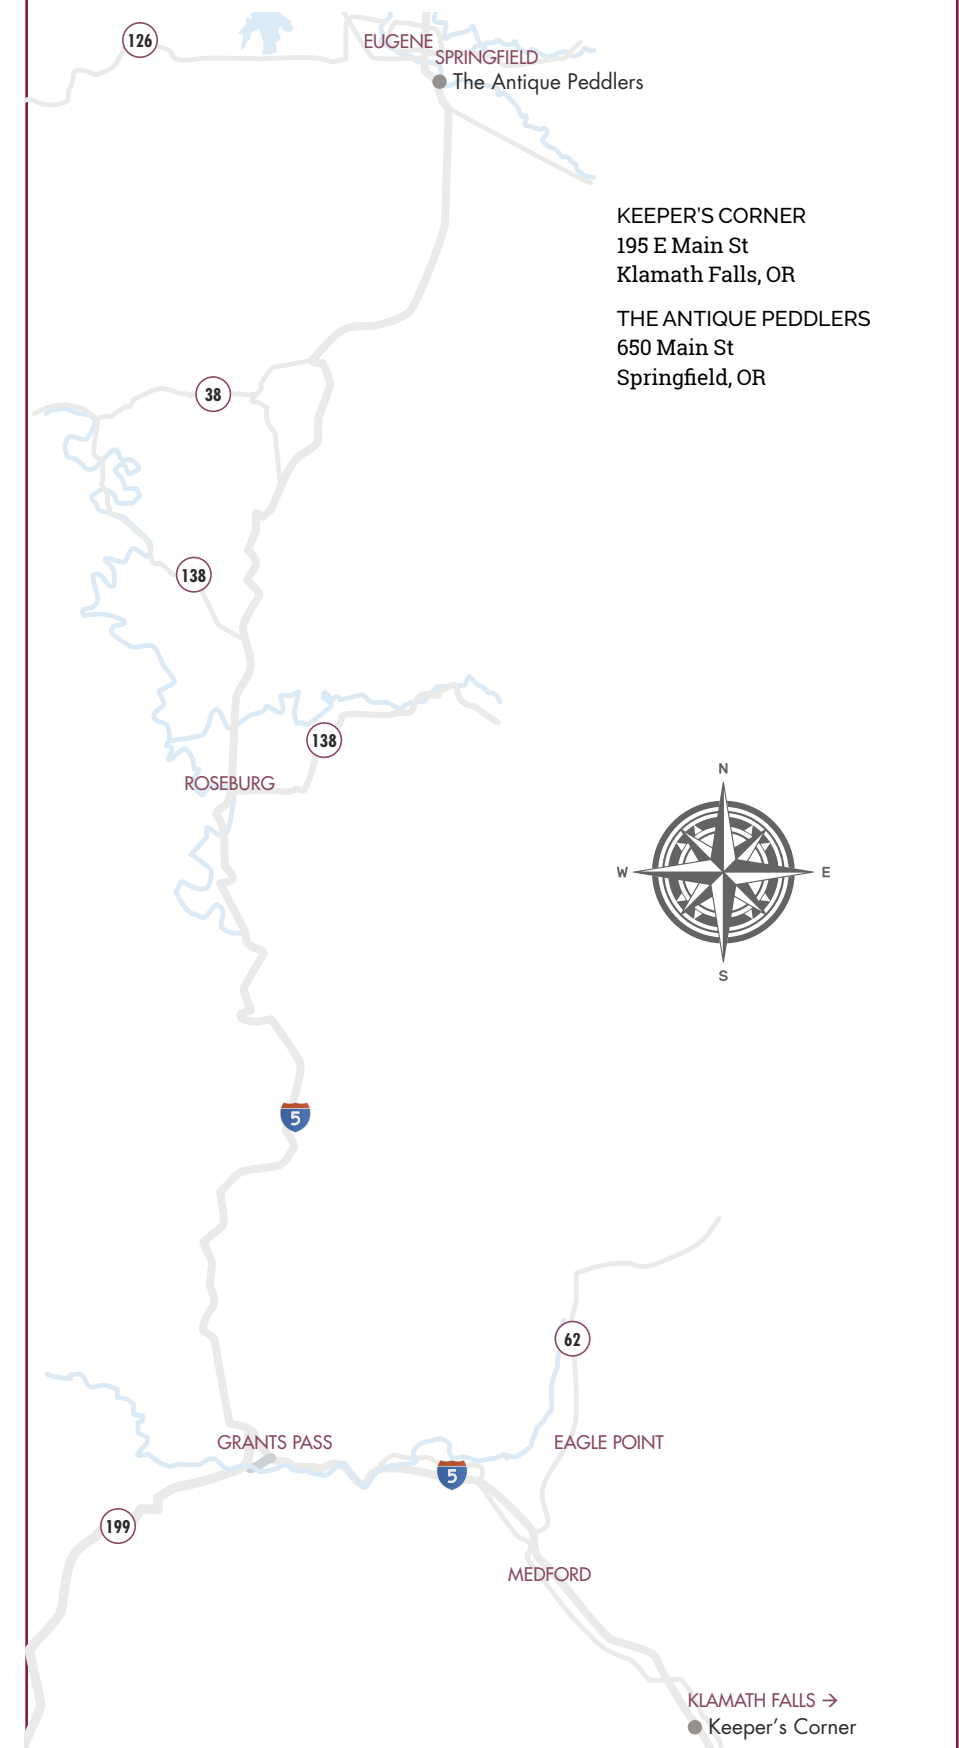 126
EUGENE
SPRINGFIELD
The Antique Peddlers
KEEPER'S CORNER
195 E Main St
Klamath Falls, OR
THE ANTIQUE PEDDLERS
650 Main St
Springfield, OR
38
138
138
ROSEBURG
N
W
E
S
5
62
GRANTS PASS
EAGLE POINT
5
199
MEDFORD
KLAMATH FALLS →
Keeper's Corner